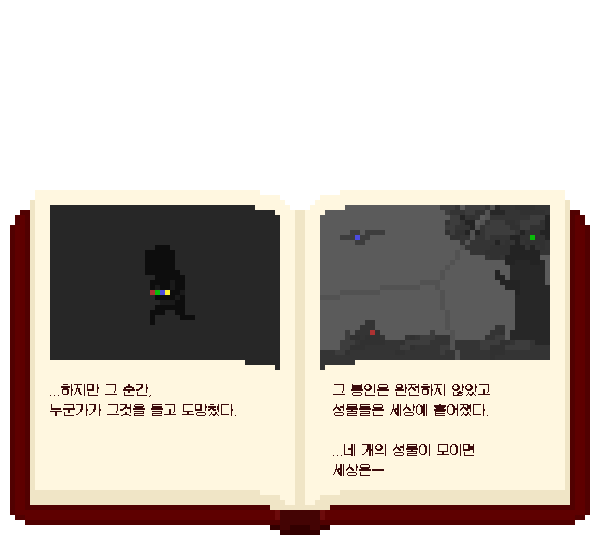 ...하지만 그 순간,
누군가가 그것을 들고 도망쳤다.
그 봉인은 완전하지 않았고
성물들은 세상에 흩어졌다.
...네 개의 성물이 모이면
세상은ㅡ